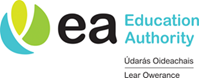 ea Education
Authority
Údarás Oideachais
Lear Owerance